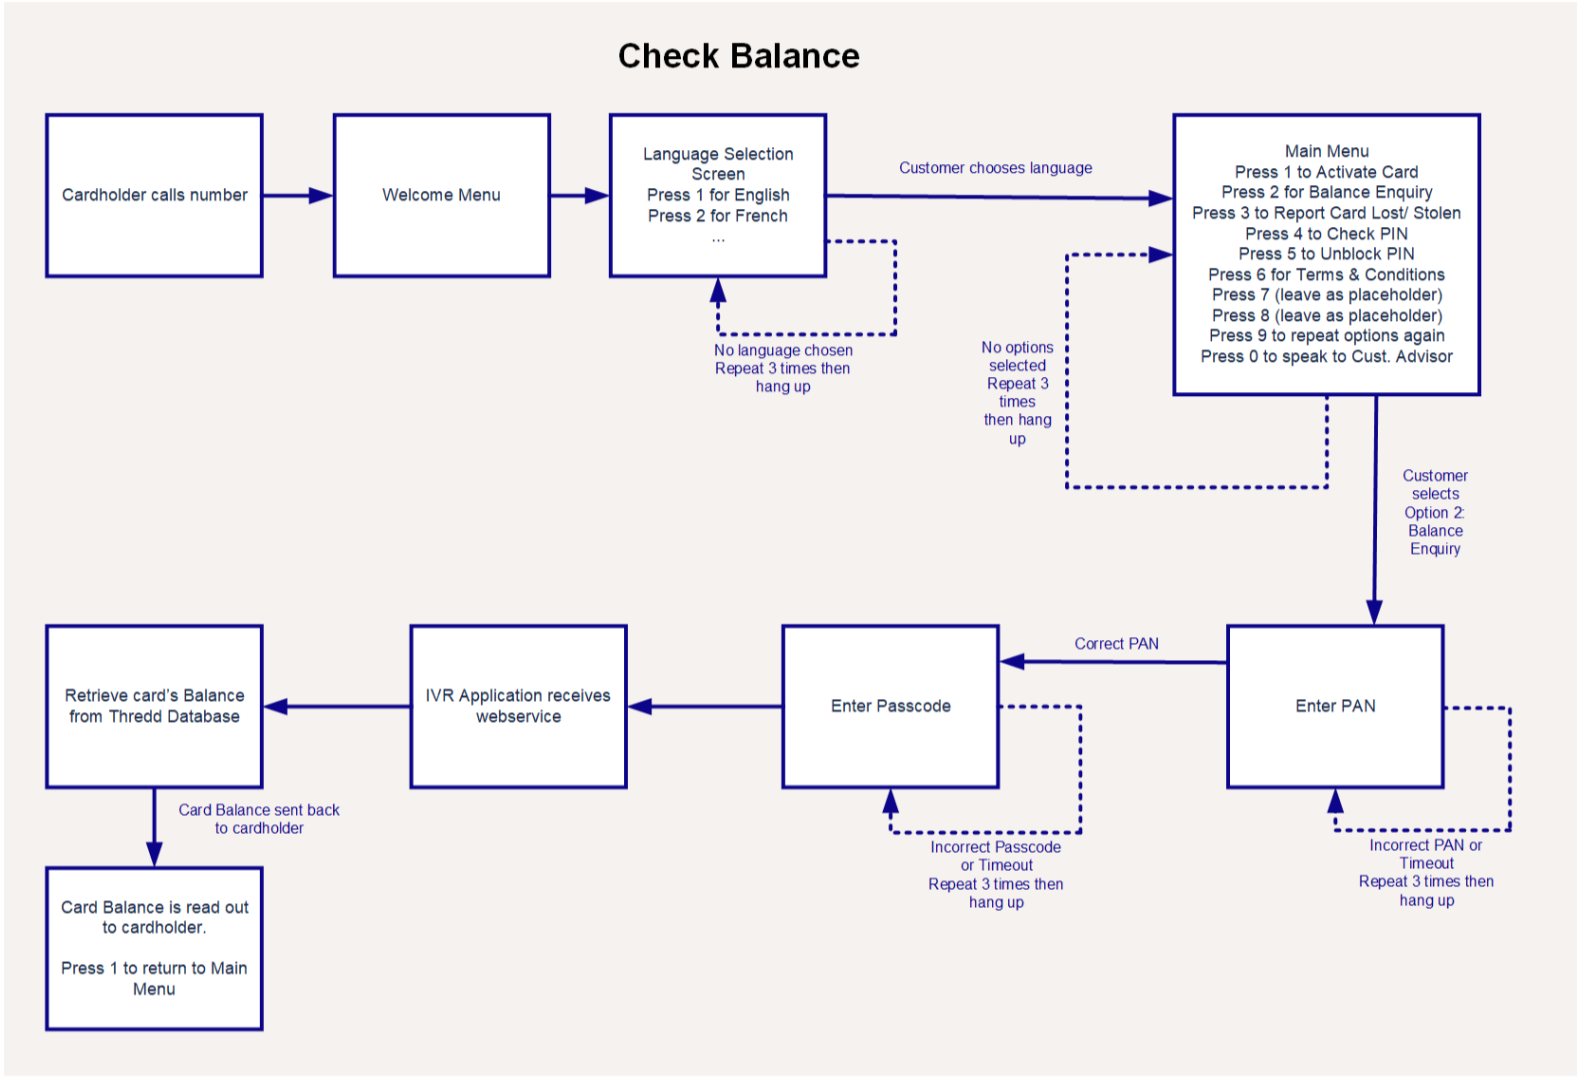 Check Balance
Cardholder calls number
Welcome Menu
Language Selection
Screen
Press 1 for English
Press 2 for French
...
Customer chooses language
Main Menu
Press 1 to Activate Card
Press 2 for Balance Enquiry
Press 3 to Report Card Lost/ Stolen
Press 4 to Check PIN
Press 5 to Unblock PIN
Press 6 for Terms & Conditions
Press 7 (leave as placeholder)
Press 8 (leave as placeholder)
Press 9 to repeat options again
Press 0 to speak to Cust. Advisor
No language chosen
Repeat 3 times then
hang up
No options
selected
Repeat 3
times
then hang
up
Customer
selects
Option 2:
Balance
Enquiry
Enter PAN
Correct PAN
Incorrect PAN or
Timeout
Repeat 3 times then
hang up
Enter Passcode
Incorrect Passcode
or Timeout
Repeat 3 times then
hang up
IVR Application receives
webservice
Retrieve card's Balance
from Thredd Database
Card Balance sent back
to cardholder
Card Balance is read out
to cardholder.
Press 1 to return to Main
Menu